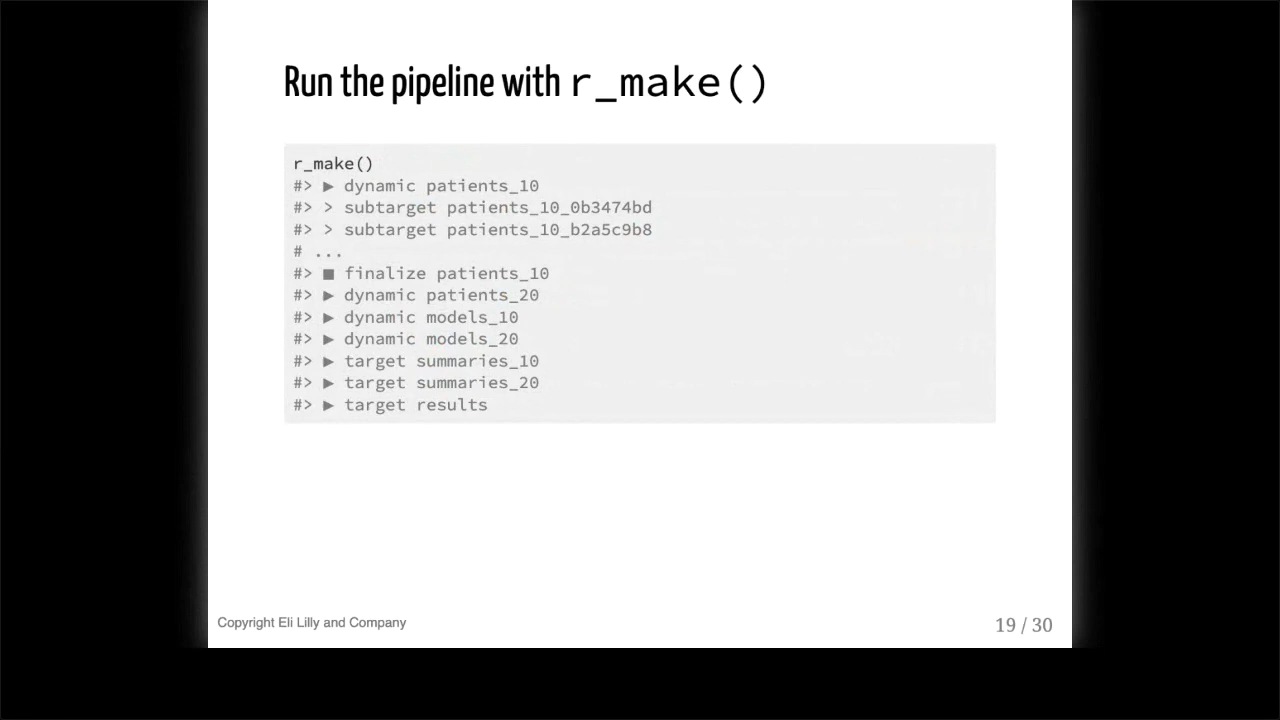 Run the pipeline with r_make()
r_make()
#> ▶ dynamic patients_10
#> > subtarget patients_10_0b3474bd
#> > subtarget patients_10_b2a5c9b8
# ...
#> ■ finalize patients_10
#> ▶ dynamic patients_20
#> ▶ dynamic models_10
#> ▶ dynamic models_20
#> ▶ target summaries_10
#> ▶ target summaries_20
#> ▶ target results
Copyright Eli Lilly and Company
19 / 30